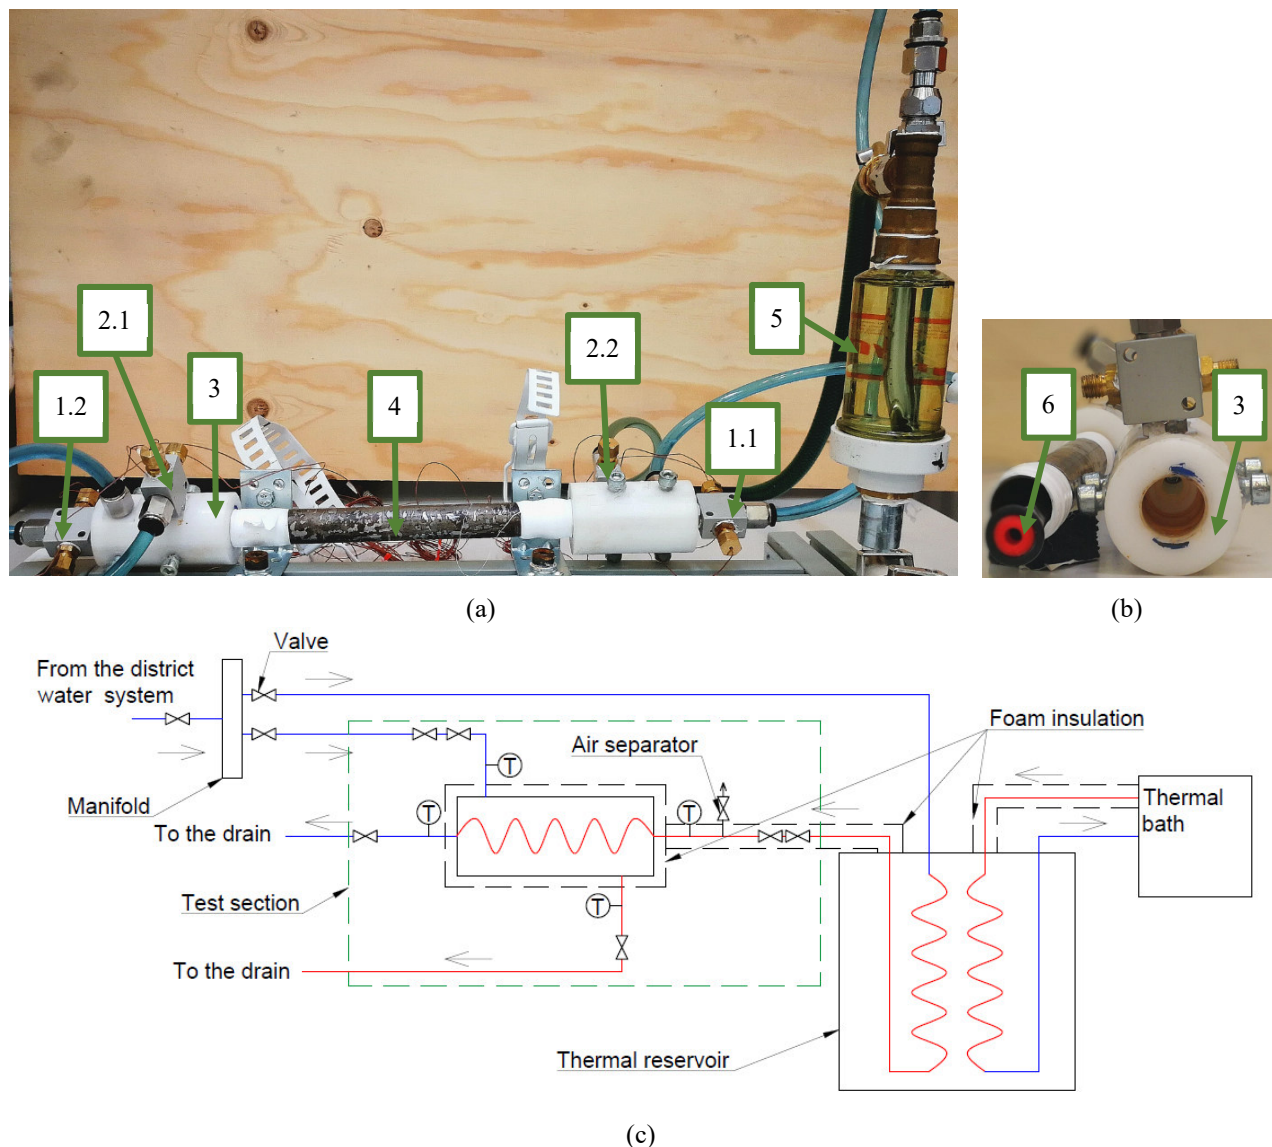 2.1
1.2
3
4
2.2
1.1
5
6
3
(a)
(b)
Valve
From the district
water system
Foam insulation
Air separator
T
Manifold
T
T
Thermal
bath
To the drain
Test section
T
To the drain
Thermal reservoir
(c)